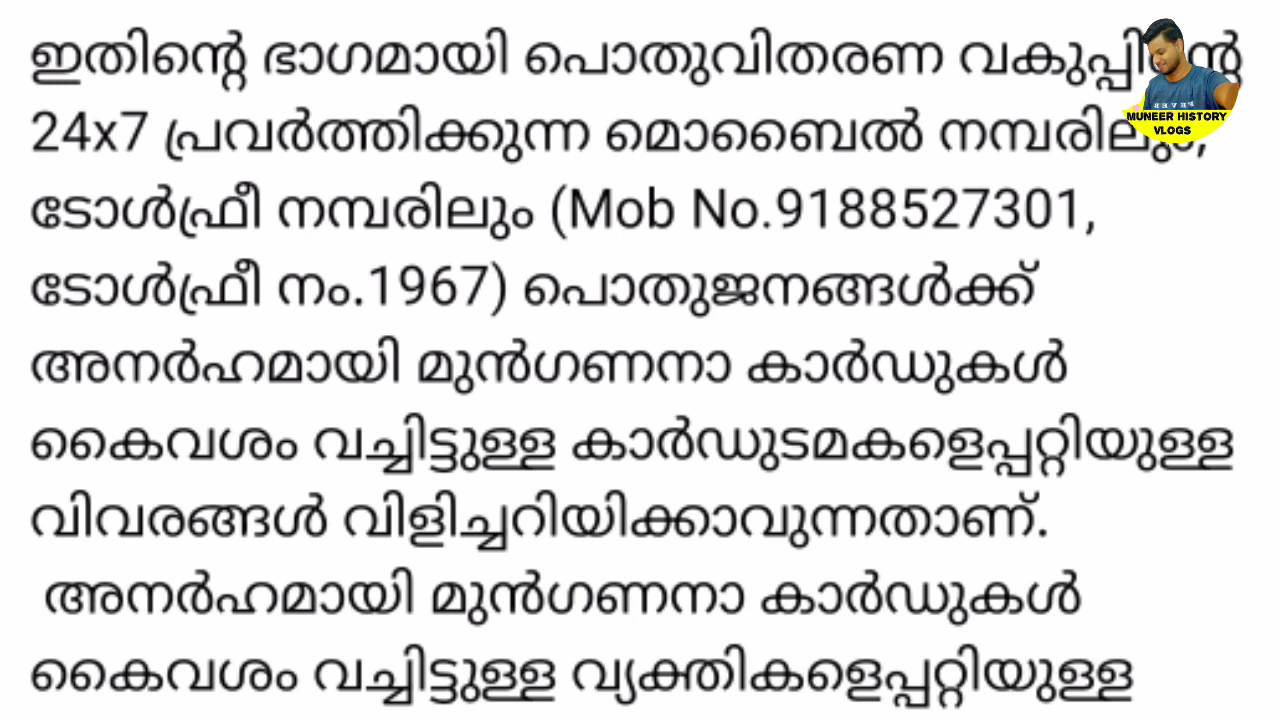 ഇതിന്റെ ഭാഗമായി പൊതുവിതരണ വകുപ്പിന്റെ
24x7 പ്രവർത്തിക്കുന്ന മൊബൈൽ നമ്പരിലും,
ടോൾഫ്രീ നമ്പരിലും (Mob No.9188527301,
ടോൾഫ്രീ നം.1967) പൊതുജനങ്ങൾക്ക്
അനർഹമായി മുൻഗണനാ കാർഡുകൾ
കൈവശം വച്ചിട്ടുള്ള കാർഡുടമകളെപ്പറ്റിയുള്ള
വിവരങ്ങൾ വിളിച്ചറിയിക്കാവുന്നതാണ്.
അനർഹമായി മുൻഗണനാ കാർഡുകൾ
കൈവശം വച്ചിട്ടുള്ള വ്യക്തികളെപ്പറ്റിയുള്ള
MUNEER HISTORY
VLOGS